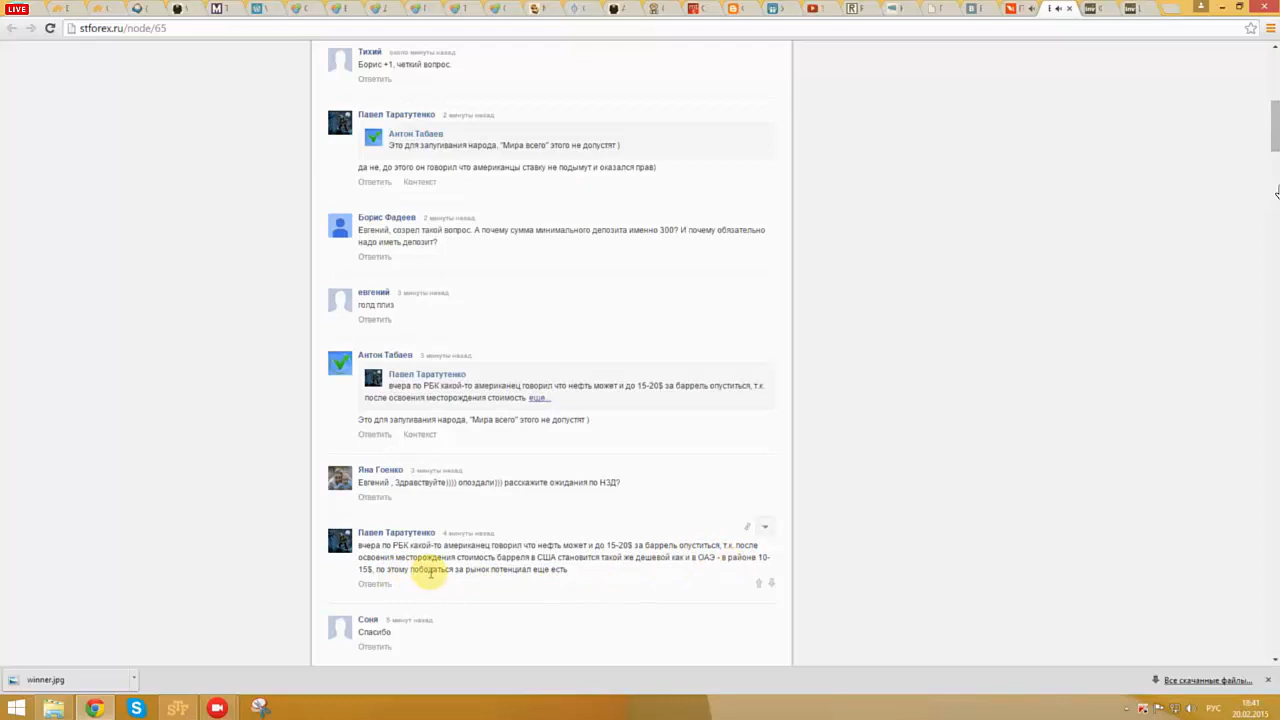 LIVE
stforex.ru/node/65
Тихий около минуты назад
Борис +1, четкий вопрос.
Ответить
Павел Таратутенко 2 минуты назад
Антон Табаев
Это для запугивания народа, "Мира всего" этого не допустят )
да не, до этого он говорил что американцы ставку не подымут и оказался прав)
Ответить Контекст
Борис Фадеев 2 минуты назад
Евгений, созрел такой вопрос. А почему сумма минимального депозита именно 300? И почему обязательно
надо иметь депозит?
Ответить
евгений 3 минуты назад
голд плиз
Ответить
Антон Табаев 3 минуты назад
Павел Таратутенко
вчера по РБК какой-то американец говорил что нефть может и до 15-20$ за баррель опуститься, т.к.
после освоения месторождения стоимость еще...
Это для запугивания народа, "Мира всего" этого не допустят )
Ответить Контекст
Яна Гоенко 3 минуты назад
Евгений , Здравствуйте)))) опоздали))) расскажите ожидания по НЗД?
Ответить
Павел Таратутенко 4 минуты назад
вчера по РБК какой-то американец говорил что нефть может и до 15-20$ за баррель опуститься, т.к. после
освоения месторождения стоимость барреля в США становится такой же дешевой как и в ОАЭ - в районе 10-
15$, по этому побороться за рынок потенциал еще есть
Ответить
Соня 5 минут назад
Спасибо
Ответить
winner.jpg
Все скачанные файлы...
РУС
18:41
20.02.2015